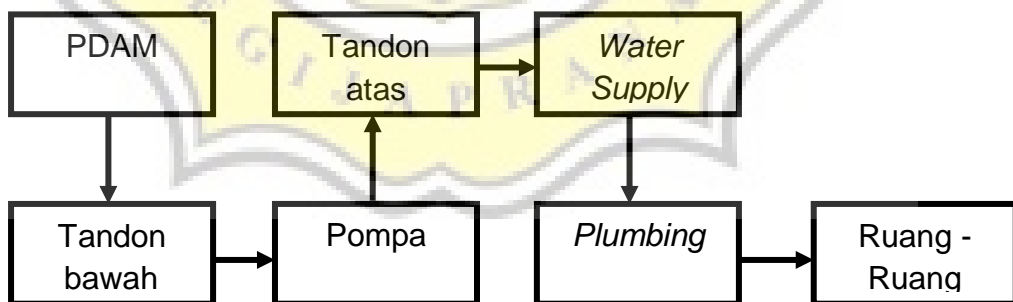 PDAM
Tandon
atas
Water
Supply
Tandon
bawah
Pompa
Plumbing
Ruang -
Ruang